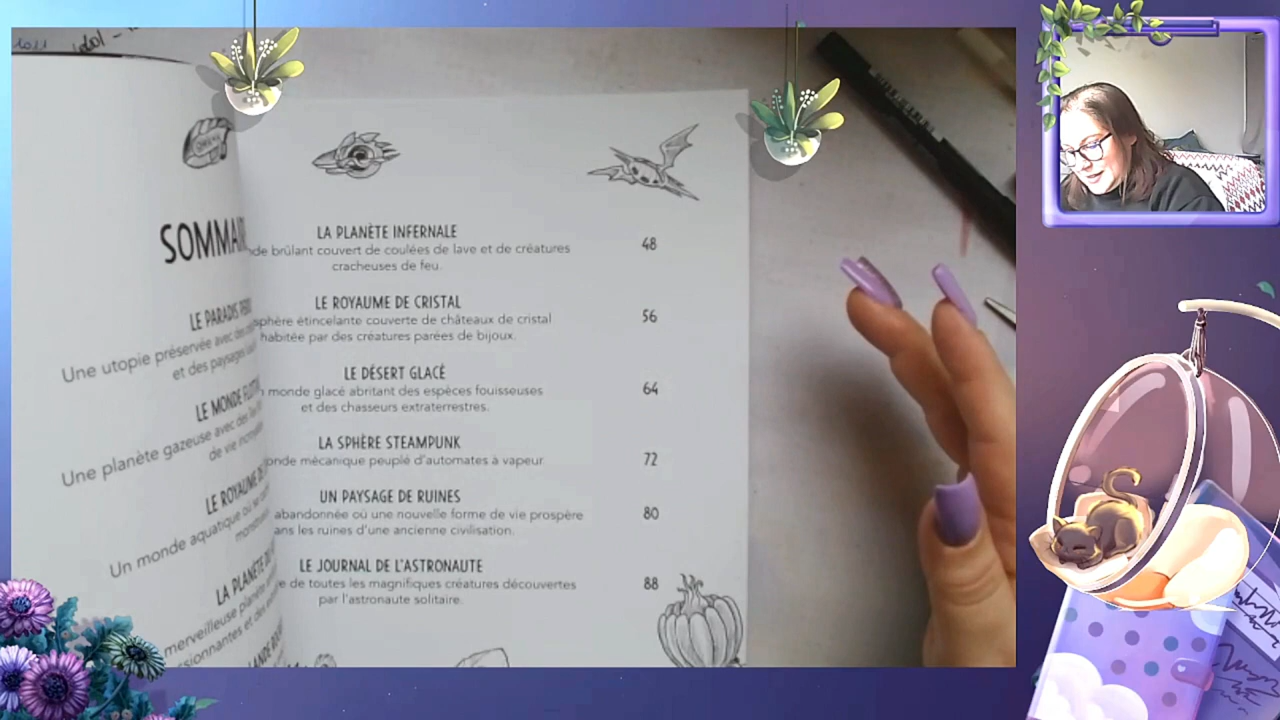 SOMMAI
LE PARADIS
Une utopie préservée avec
et des paysages
LE MONDE
Une planète gazeuse avec des
de vie
LE ROYAUME DE
Un monde aquatique où se
LA PLANÈTE DU
merveilleuse planète
et des
LA PLANÈTE INFERNALE
brûlant couvert de coulées de lave et de créatures 48
cracheuses de feu.
LE ROYAUME DE CRISTAL
sphère étincelante couverte de châteaux de cristal 56
habitée par des créatures parées de bijoux.
LE DÉSERT GLACÉ
monde glacé abritant des espèces fouisseuses 64
et des chasseurs extraterrestres.
LA SPHÈRE STEAMPUNK
onde mécanique peuplé d'automates à vapeur 72
UN PAYSAGE DE RUINES
abandonnée où une nouvelle forme de vie prospère 80
ans les ruines d'une ancienne civilisation.
LE JOURNAL DE L'ASTRONAUTE
de toutes les magnifiques créatures découvertes 88
par l'astronaute solitaire.